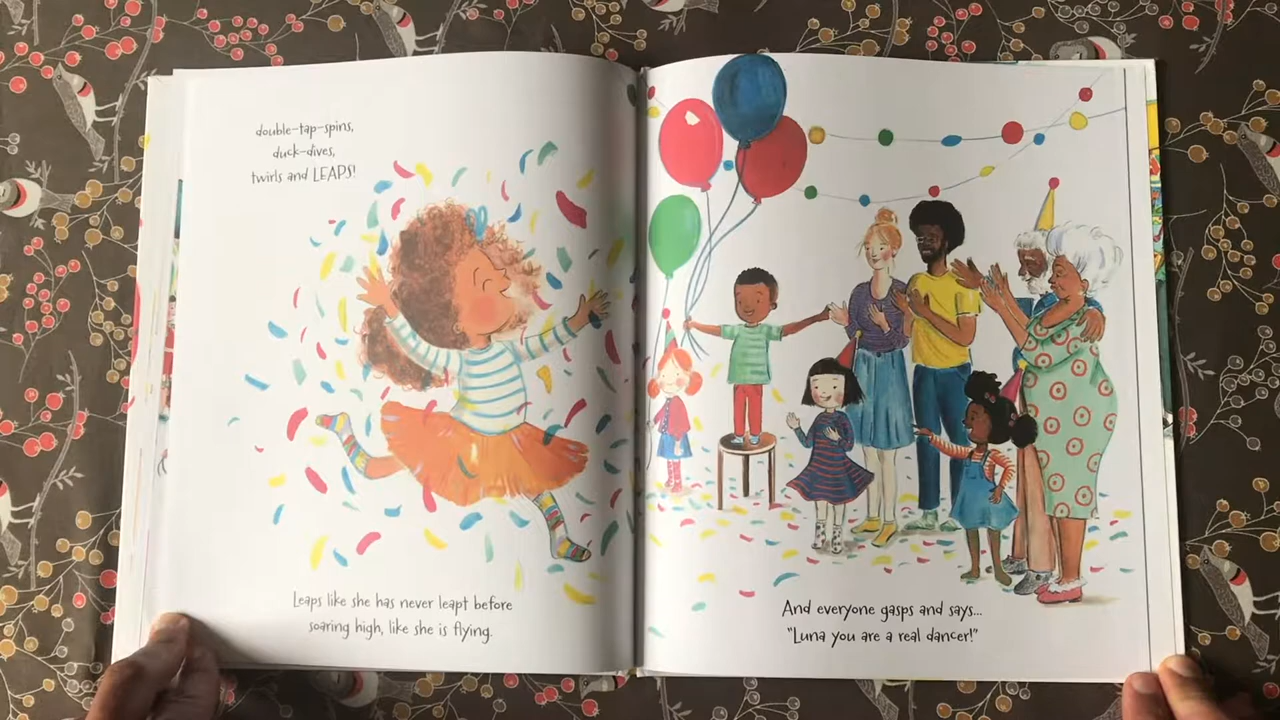 double-tap-spins,
duck-dives,
twirls and LEAPS!
Leaps like she has never leapt before
soaring high, like she is flying.
And everyone gasps and says...
"Luna you are a real dancer!"